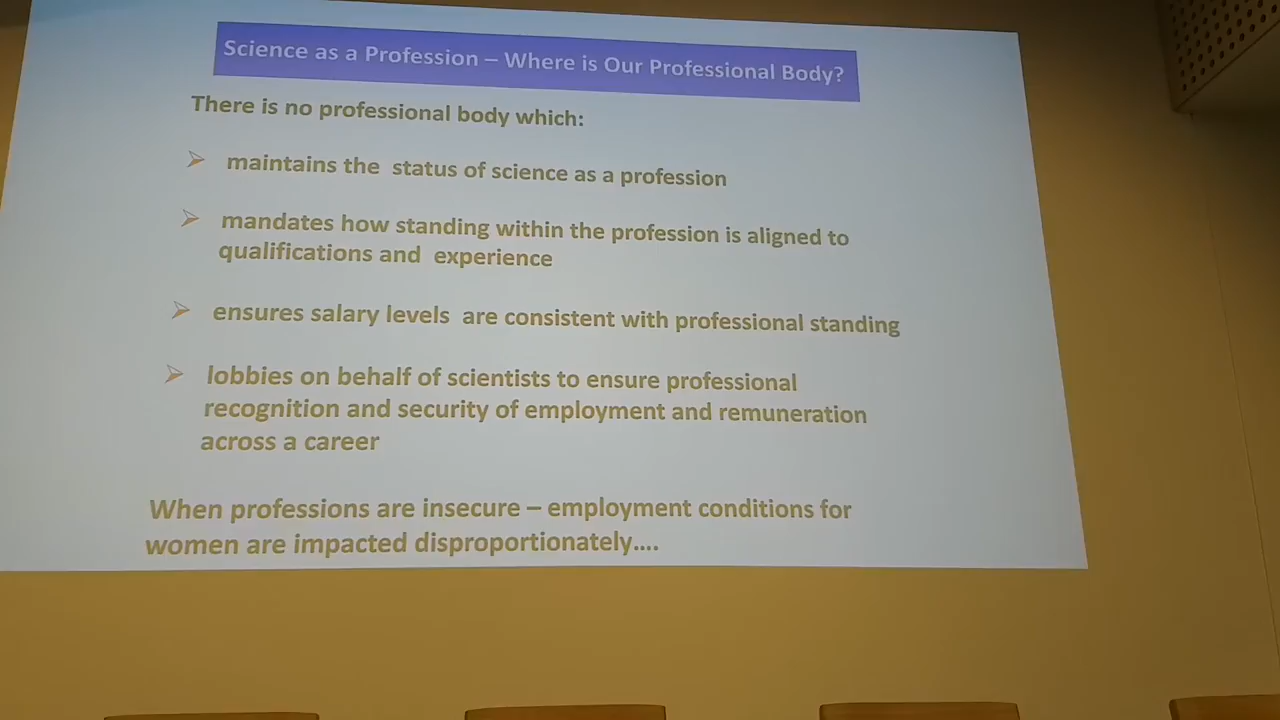 Science as a Profession – Where is Our Professional Body?
There is no professional body which:
maintains the status of science as a profession
mandates how standing within the profession is aligned to
qualifications and experience
ensures salary levels are consistent with professional standing
lobbies on behalf of scientists to ensure professional
recognition and security of employment and remuneration
across a career
When professions are insecure – employment conditions for
women are impacted disproportionately....